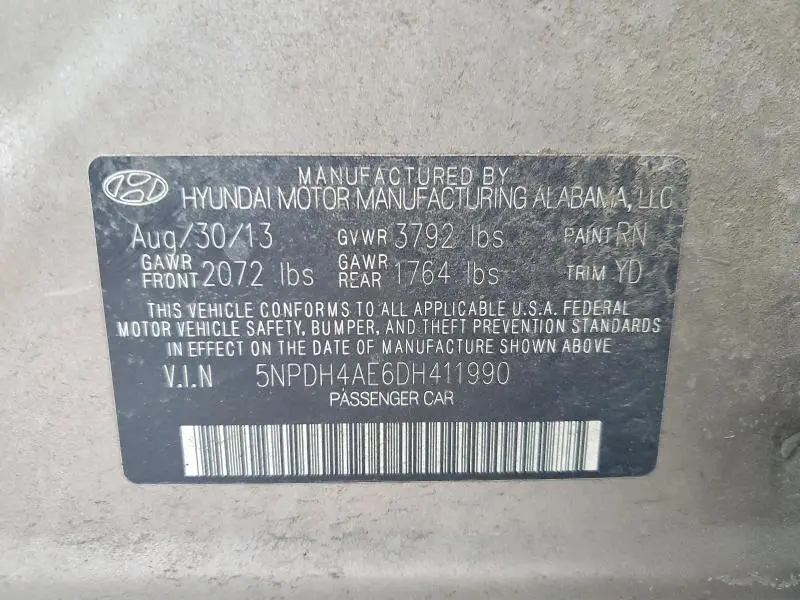 MANUFACTURED BY
HYUNDAI MOTOR MANUFACTURING ALABAMA, LLC
Aug/30/13 GVWR 3792 lbs PAINT RN
GAWR FRONT 2072 lbs GAWR REAR 1764 lbs TRIM YD
THIS VEHICLE CONFORMS TO ALL APPLICABLE U.S.A. FEDERAL
MOTOR VEHICLE SAFETY, BUMPER, AND THEFT PREVENTION STANDARDS
IN EFFECT ON THE DATE OF MANUFACTURE SHOWN ABOVE
V.I.N 5NPDH4AE6DH411990
PASSENGER CAR